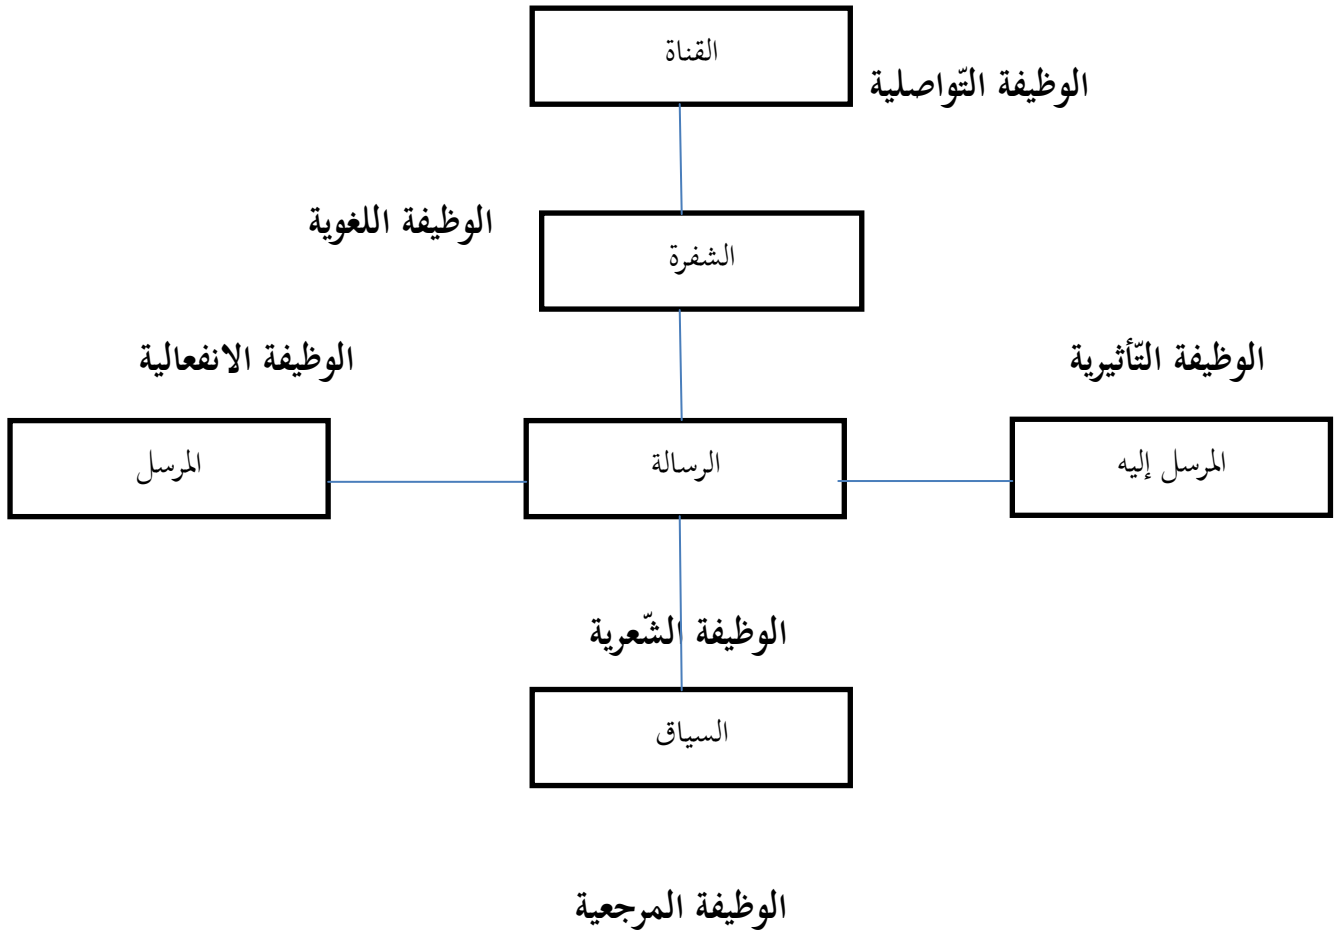 القناة
الوظيفة التّواصلية
الوظيفة اللغوية
الشفرة
الوظيفة التّأثيرية
الوظيفة الانفعالية
المرسل إليه
الرسالة
المرسل
الوظيفة الشّعرية
السياق
الوظيفة المرجعية